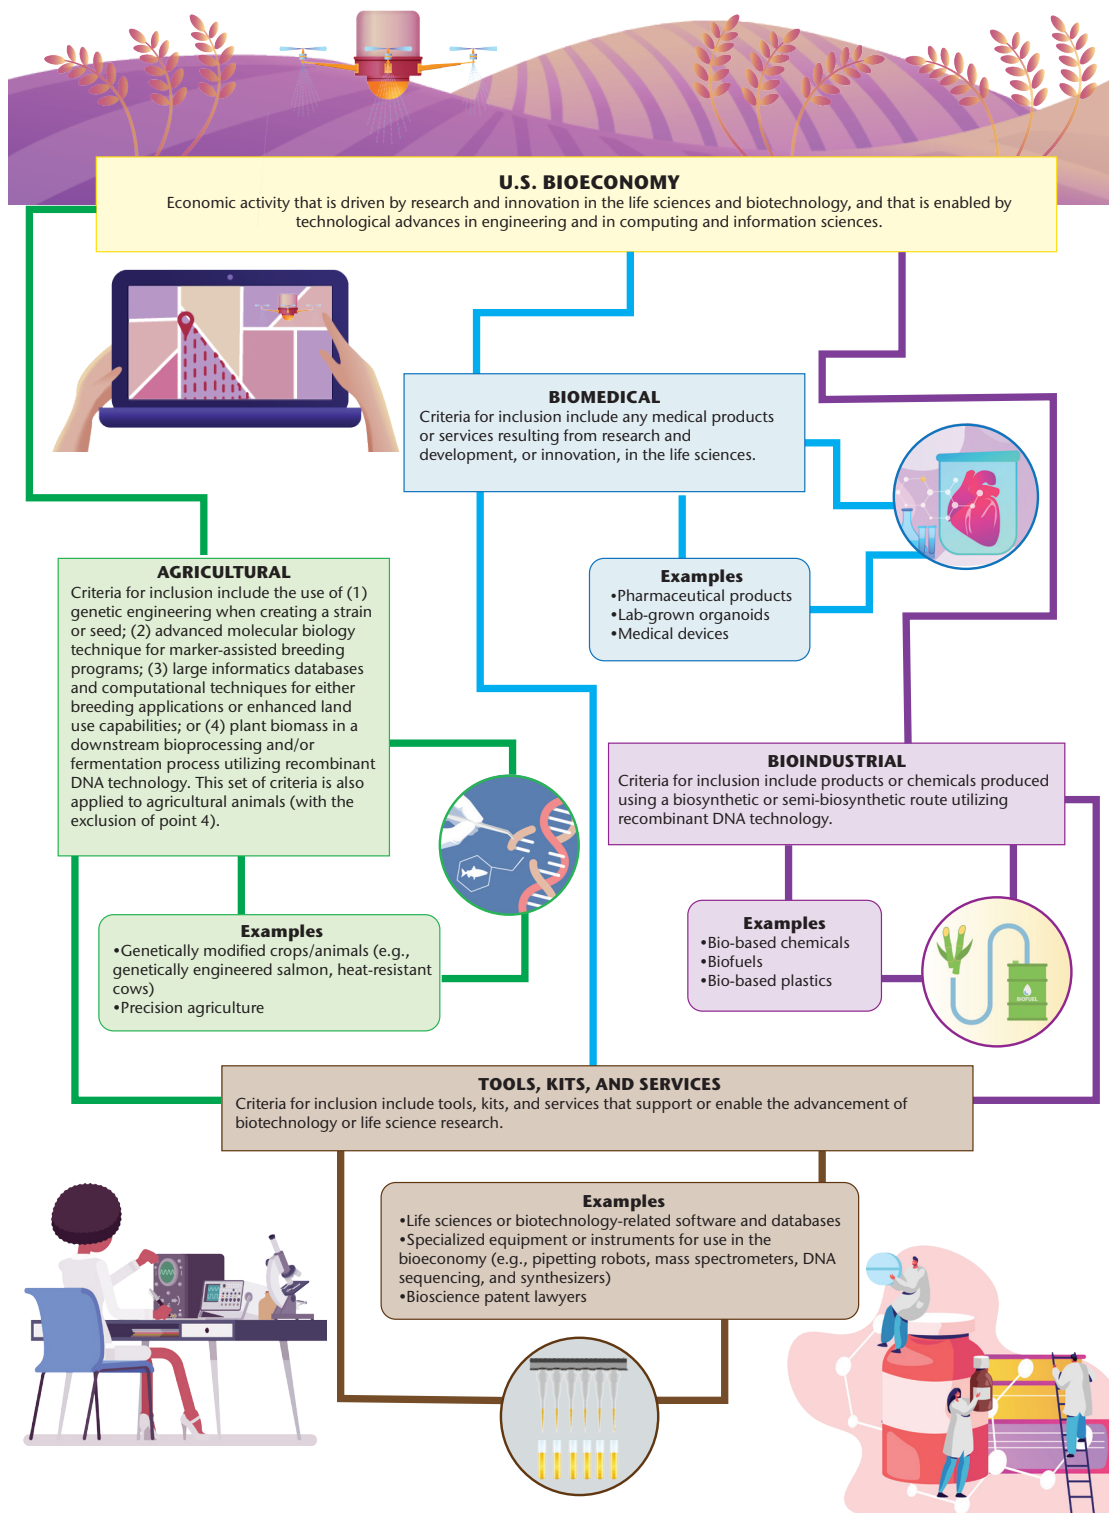 U.S. BIOECONOMY
Economic activity that is driven by research and innovation in the life sciences and biotechnology, and that is enabled by
technological advances in engineering and in computing and information sciences.
BIOMEDICAL
Criteria for inclusion include any medical products
or services resulting from research and
development, or innovation, in the life sciences.
Examples
•Pharmaceutical products
•Lab-grown organoids
•Medical devices
AGRICULTURAL
Criteria for inclusion include the use of (1)
genetic engineering when creating a strain
or seed; (2) advanced molecular biology
technique for marker-assisted breeding
programs; (3) large informatics databases
and computational techniques for either
breeding applications or enhanced land
use capabilities; or (4) plant biomass in a
downstream bioprocessing and/or
fermentation process utilizing recombinant
DNA technology. This set of criteria is also
applied to agricultural animals (with the
exclusion of point 4).
Examples
•Genetically modified crops/animals (e.g.,
genetically engineered salmon, heat-resistant
cows)
•Precision agriculture
BIOINDUSTRIAL
Criteria for inclusion include products or chemicals produced
using a biosynthetic or semi-biosynthetic route utilizing
recombinant DNA technology.
Examples
•Bio-based chemicals
•Biofuels
•Bio-based plastics
BIOFUEL
TOOLS, KITS, AND SERVICES
Criteria for inclusion include tools, kits, and services that support or enable the advancement of
biotechnology or life science research.
Examples
•Life sciences or biotechnology-related software and databases
•Specialized equipment or instruments for use in the
bioeconomy (e.g., pipetting robots, mass spectrometers, DNA
sequencing, and synthesizers)
•Bioscience patent lawyers